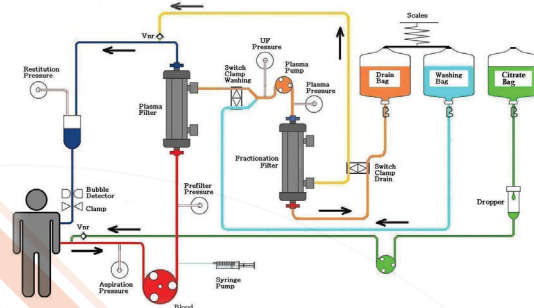 Scales
Vnr
UF
Pressure
Plasma
Pump
Switch
Clamp
Washing
Restitution
Pressure
Plasma
Pressure
Drain
Bag
Washing
Bag
Citrate
Bag
Plasma
Filter
Fractionation
Filter
Switch
Clamp
Drain
Bubble
Detector
Clamp
Prefilter
Pressure
Dropper
Vnr
Aspiration
Pressure
Syringe
Pump
Blood